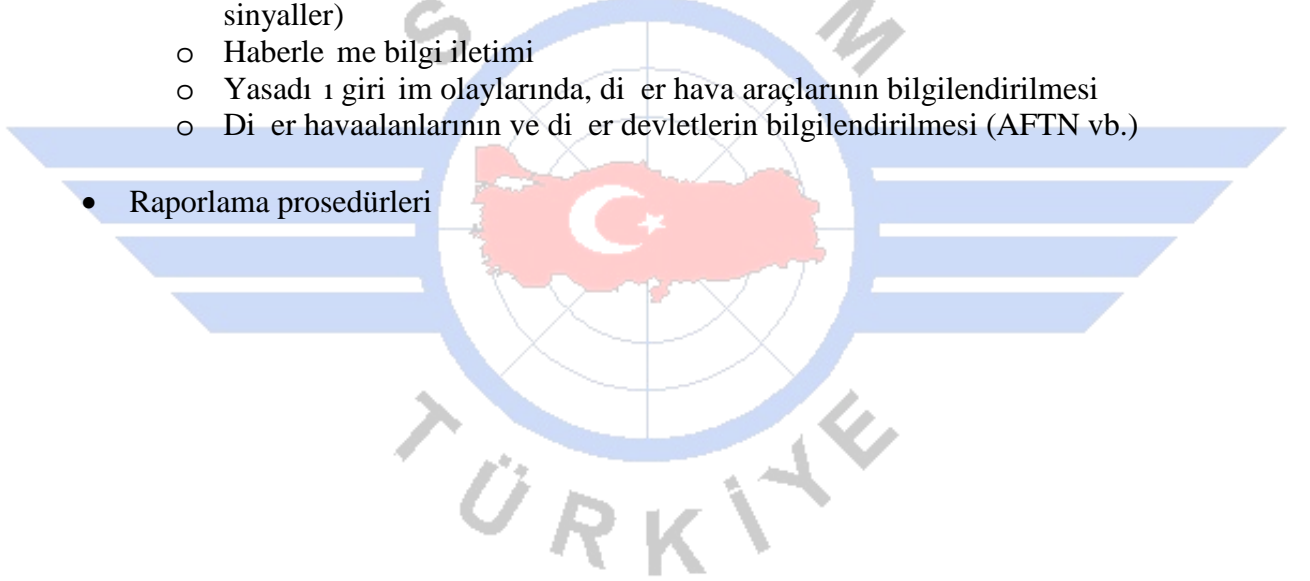 sinyaller)
o Haberle me bilgi iletimi
o Yasadı ı giri im olaylarında, di er hava araçlarının bilgilendirilmesi
o Di er havaalanlarının ve di er devletlerin bilgilendirilmesi (AFTN vb.)
• Raporlama prosedürleri
S M
TÜRKİYE